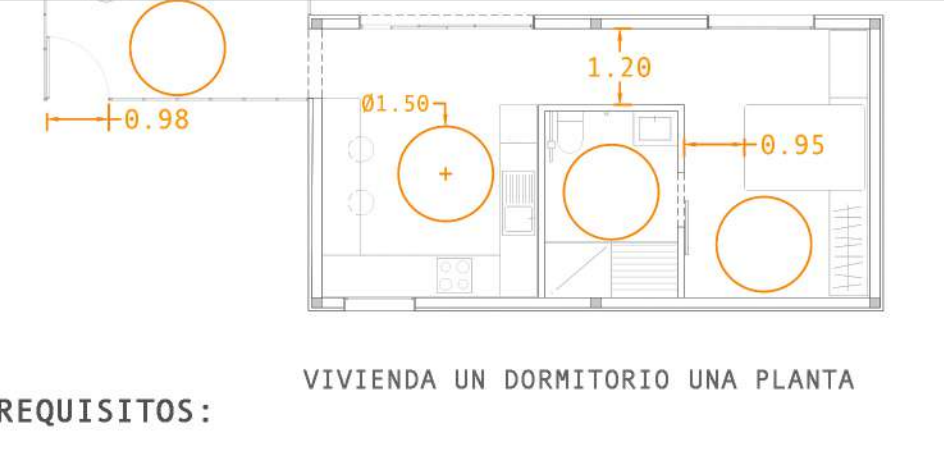 1.20
Ø1.50
0.98
0.95
VIVIENDA UN DORMITORIO UNA PLANTA
REQUISITOS: